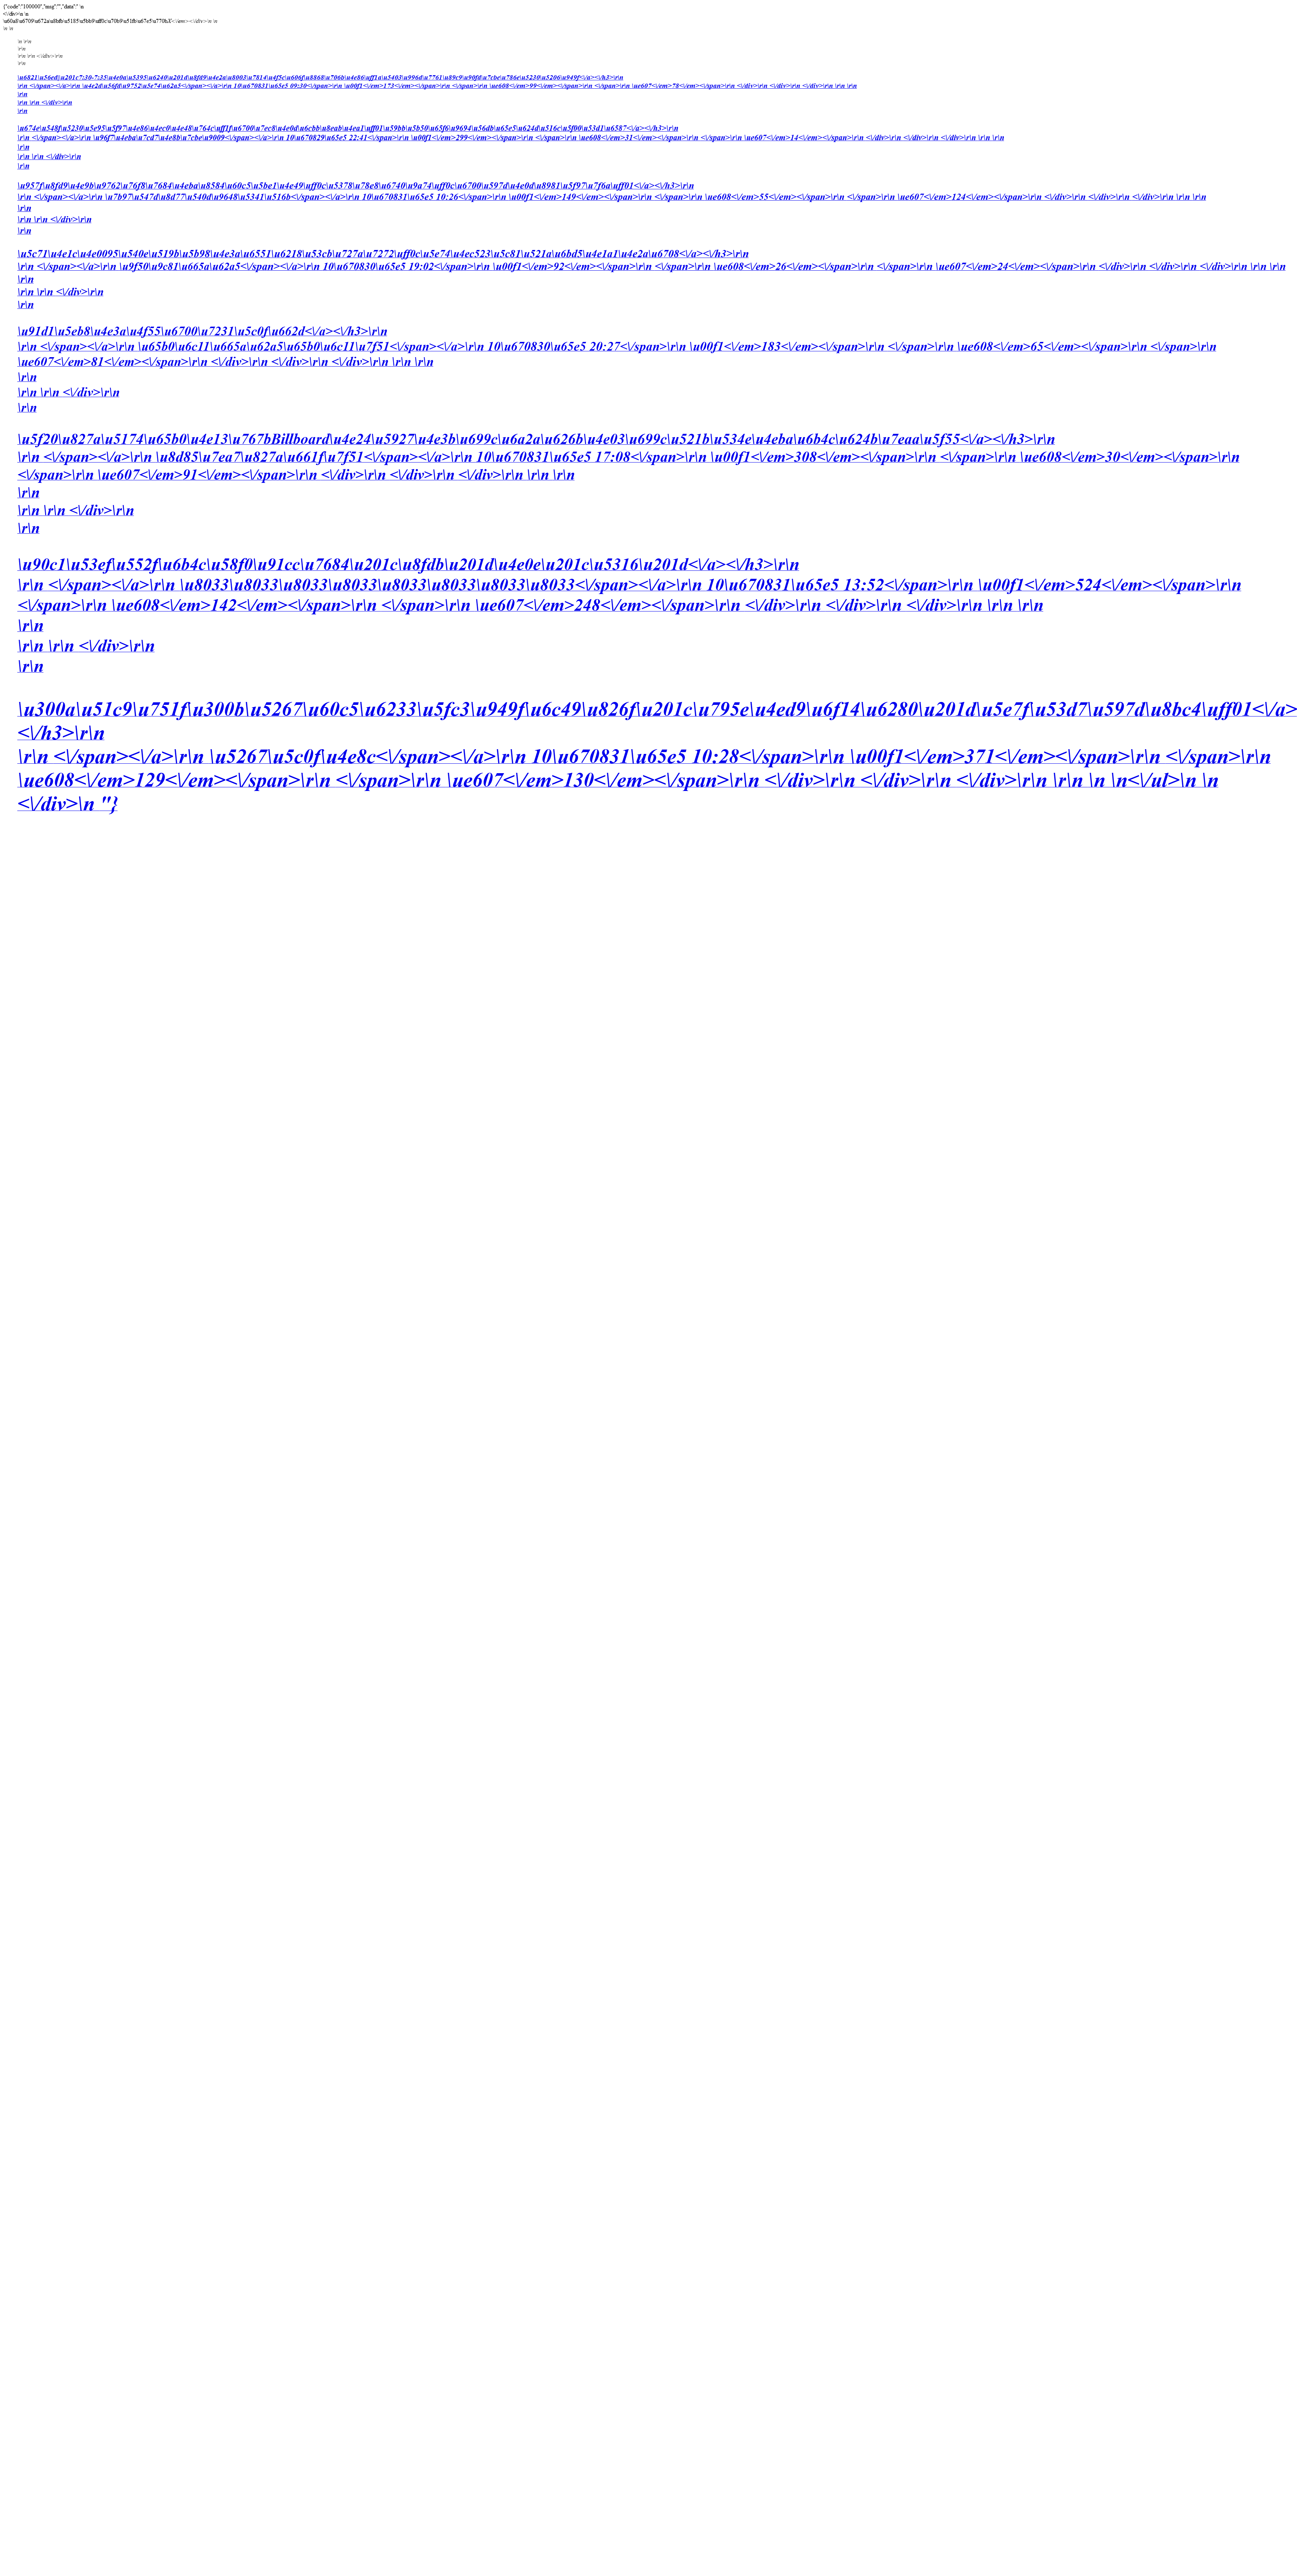 {"code":"100000","msg":"","data":" \n
<\/div>\n \n
\u60a8\u6709\u672a\u8bfb\u5185\u5bb9\uff0c\u70b9\u51fb\u67e5\u770b3<\/em><\/div>\n \n
\n \n
\n \r\n
\r\n
\r\n \r\n <\/div>\r\n
\r\n
\u6821\u56ed|\u201c7:30-7:35\u4e0a\u5395\u6240\u201d\u8fd9\u4e2a\u8003\u7814\u4f5c\u606f\u8868\u706b\u4e86\uff1a\u5403\u996d\u7761\u89c9\u90fd\u7cbe\u786e\u5230\u5206\u949f<\/a><\/h3>\r\n
\r\n <\/span><\/a>\r\n \u4e2d\u56fd\u9752\u5e74\u62a5<\/span><\/a>\r\n 10\u670831\u65e5 09:30<\/span>\r\n \u00f1<\/em>173<\/em><\/span>\r\n <\/span>\r\n \ue608<\/em>99<\/em><\/span>\r\n <\/span>\r\n \ue607<\/em>78<\/em><\/span>\r\n <\/div>\r\n <\/div>\r\n <\/div>\r\n \r\n \r\n
\r\n
\r\n \r\n <\/div>\r\n
\r\n
\u674e\u548f\u5230\u5e95\u5f97\u4e86\u4ec0\u4e48\u764c\uff1f\u6700\u7ec8\u4e0d\u6cbb\u8eab\u4ea1\uff01\u59bb\u5b50\u65f6\u9694\u56db\u65e5\u624d\u516c\u5f00\u53d1\u6587<\/a><\/h3>\r\n
\r\n <\/span><\/a>\r\n \u96f7\u4eba\u7cd7\u4e8b\u7cbe\u9009<\/span><\/a>\r\n 10\u670829\u65e5 22:41<\/span>\r\n \u00f1<\/em>299<\/em><\/span>\r\n <\/span>\r\n \ue608<\/em>31<\/em><\/span>\r\n <\/span>\r\n \ue607<\/em>14<\/em><\/span>\r\n <\/div>\r\n <\/div>\r\n <\/div>\r\n \r\n \r\n
\r\n
\r\n \r\n <\/div>\r\n
\r\n
\u957f\u8fd9\u4e9b\u9762\u76f8\u7684\u4eba\u8584\u60c5\u5be1\u4e49\uff0c\u5378\u78e8\u6740\u9a74\uff0c\u6700\u597d\u4e0d\u8981\u5f97\u7f6a\uff01<\/a><\/h3>\r\n
\r\n <\/span><\/a>\r\n \u7b97\u547d\u8d77\u540d\u9648\u5341\u516b<\/span><\/a>\r\n 10\u670831\u65e5 10:26<\/span>\r\n \u00f1<\/em>149<\/em><\/span>\r\n <\/span>\r\n \ue608<\/em>55<\/em><\/span>\r\n <\/span>\r\n \ue607<\/em>124<\/em><\/span>\r\n <\/div>\r\n <\/div>\r\n <\/div>\r\n \r\n \r\n
\r\n
\r\n \r\n <\/div>\r\n
\r\n
\u5c71\u4e1c\u4e0095\u540e\u519b\u5b98\u4e3a\u6551\u6218\u53cb\u727a\u7272\uff0c\u5e74\u4ec523\u5c81\u521a\u6bd5\u4e1a1\u4e2a\u6708<\/a><\/h3>\r\n
\r\n <\/span><\/a>\r\n \u9f50\u9c81\u665a\u62a5<\/span><\/a>\r\n 10\u670830\u65e5 19:02<\/span>\r\n \u00f1<\/em>92<\/em><\/span>\r\n <\/span>\r\n \ue608<\/em>26<\/em><\/span>\r\n <\/span>\r\n \ue607<\/em>24<\/em><\/span>\r\n <\/div>\r\n <\/div>\r\n <\/div>\r\n \r\n \r\n
\r\n
\r\n \r\n <\/div>\r\n
\r\n
\u91d1\u5eb8\u4e3a\u4f55\u6700\u7231\u5c0f\u662d<\/a><\/h3>\r\n
\r\n <\/span><\/a>\r\n \u65b0\u6c11\u665a\u62a5\u65b0\u6c11\u7f51<\/span><\/a>\r\n 10\u670830\u65e5 20:27<\/span>\r\n \u00f1<\/em>183<\/em><\/span>\r\n <\/span>\r\n \ue608<\/em>65<\/em><\/span>\r\n <\/span>\r\n
\ue607<\/em>81<\/em><\/span>\r\n <\/div>\r\n <\/div>\r\n <\/div>\r\n \r\n \r\n
\r\n
\r\n \r\n <\/div>\r\n
\r\n
\u5f20\u827a\u5174\u65b0\u4e13\u767bBillboard\u4e24\u5927\u4e3b\u699c\u6a2a\u626b\u4e03\u699c\u521b\u534e\u4eba\u6b4c\u624b\u7eaa\u5f55<\/a><\/h3>\r\n
\r\n <\/span><\/a>\r\n \u8d85\u7ea7\u827a\u661f\u7f51<\/span><\/a>\r\n 10\u670831\u65e5 17:08<\/span>\r\n \u00f1<\/em>308<\/em><\/span>\r\n <\/span>\r\n \ue608<\/em>30<\/em><\/span>\r\n
<\/span>\r\n \ue607<\/em>91<\/em><\/span>\r\n <\/div>\r\n <\/div>\r\n <\/div>\r\n \r\n \r\n
\r\n
\r\n \r\n <\/div>\r\n
\r\n
\u90c1\u53ef\u552f\u6b4c\u58f0\u91cc\u7684\u201c\u8fdb\u201d\u4e0e\u201c\u5316\u201d<\/a><\/h3>\r\n
\r\n <\/span><\/a>\r\n \u8033\u8033\u8033\u8033\u8033\u8033\u8033\u8033<\/span><\/a>\r\n 10\u670831\u65e5 13:52<\/span>\r\n \u00f1<\/em>524<\/em><\/span>\r\n
<\/span>\r\n \ue608<\/em>142<\/em><\/span>\r\n <\/span>\r\n \ue607<\/em>248<\/em><\/span>\r\n <\/div>\r\n <\/div>\r\n <\/div>\r\n \r\n \r\n
\r\n
\r\n \r\n <\/div>\r\n
\r\n
\u300a\u51c9\u751f\u300b\u5267\u60c5\u6233\u5fc3\u949f\u6c49\u826f\u201c\u795e\u4ed9\u6f14\u6280\u201d\u5e7f\u53d7\u597d\u8bc4\uff01<\/a>
<\/h3>\r\n
\r\n <\/span><\/a>\r\n \u5267\u5c0f\u4e8c<\/span><\/a>\r\n 10\u670831\u65e5 10:28<\/span>\r\n \u00f1<\/em>371<\/em><\/span>\r\n <\/span>\r\n
\ue608<\/em>129<\/em><\/span>\r\n <\/span>\r\n \ue607<\/em>130<\/em><\/span>\r\n <\/div>\r\n <\/div>\r\n <\/div>\r\n \r\n \n \n<\/ul>\n \n
<\/div>\n "}